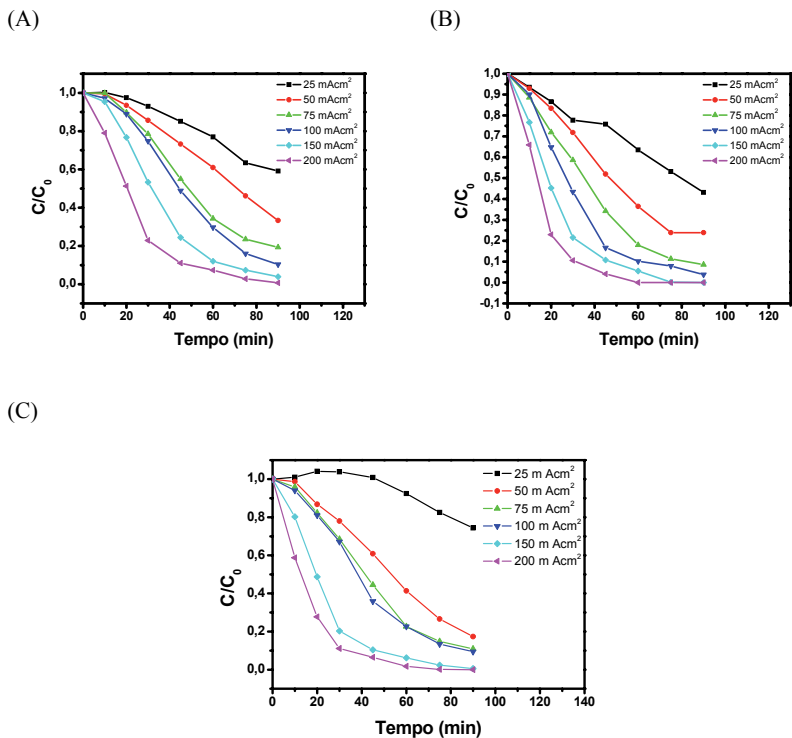 (A)
(B)
1,0
0,8
0,6
0,4
0,2
0,0
C/C₀
0
20
40
60
80
100
120
Tempo (min)
25 mAcm²
50 mAcm²
75 mAcm²
100 mAcm²
150 mAcm²
200 mAcm²
1,0
0,9
0,8
0,7
0,6
0,5
0,4
0,3
0,2
0,1
0,0
-0,1
C/C₀
0
20
40
60
80
100
120
Tempo (min)
25 mAcm²
50 mAcm²
75 mAcm²
100 mAcm²
150 mAcm²
200 mAcm²
(C)
1,0
0,8
0,6
0,4
0,2
0,0
C/C₀
0
20
40
60
80
100
120
140
Tempo (min)
25 m Acm²
50 m Acm²
75 m Acm²
100 m Acm²
150 m Acm²
200 m Acm²